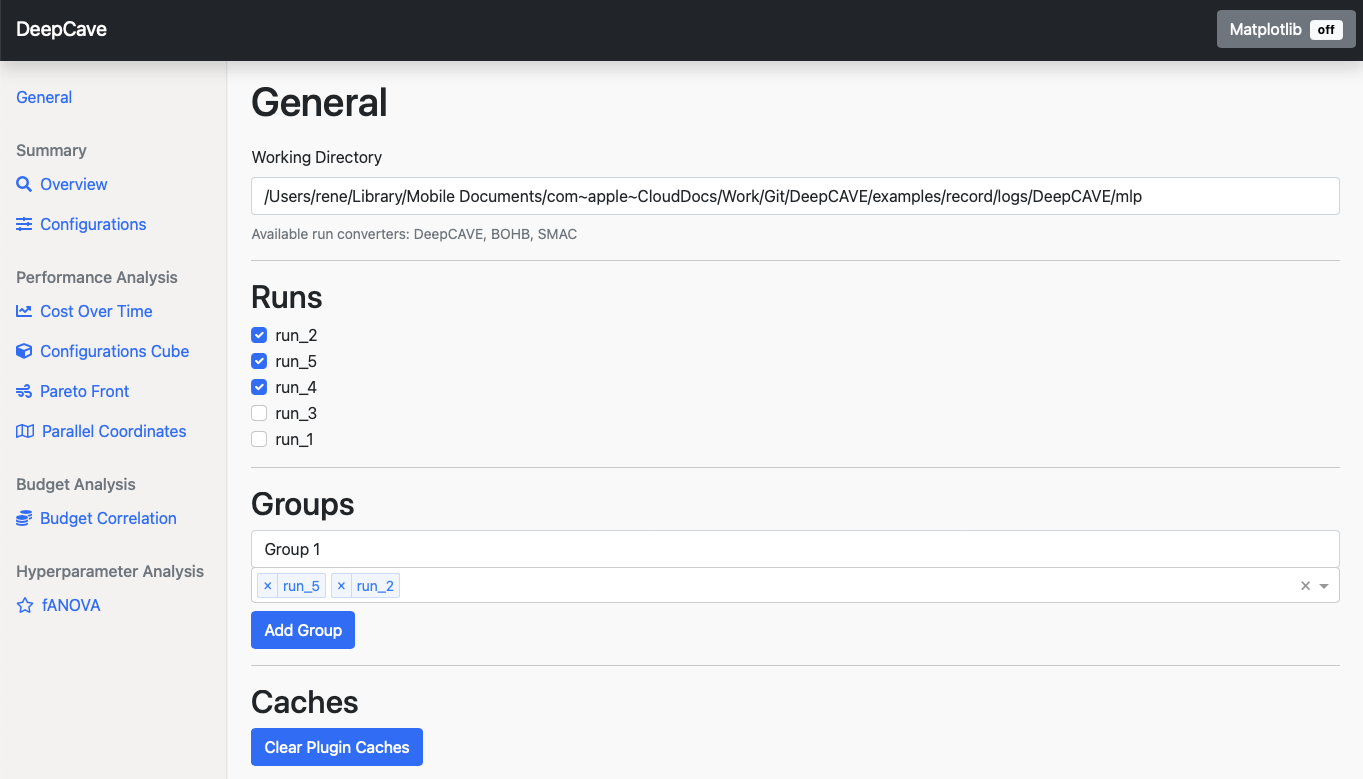 DeepCave
Matplotlib off
General
Summary
Overview
Configurations
Performance Analysis
Cost Over Time
Configurations Cube
Pareto Front
Parallel Coordinates
Budget Analysis
Budget Correlation
Hyperparameter Analysis
fANOVA
General
Working Directory
/Users/rene/Library/Mobile Documents/com~apple~CloudDocs/Work/Git/DeepCAVE/examples/record/logs/DeepCAVE/mlp
Available run converters: DeepCAVE, BOHB, SMAC
Runs
run_2
run_5
run_4
run_3
run_1
Groups
Group 1
× run_5 × run_2 ×
Add Group
Caches
Clear Plugin Caches